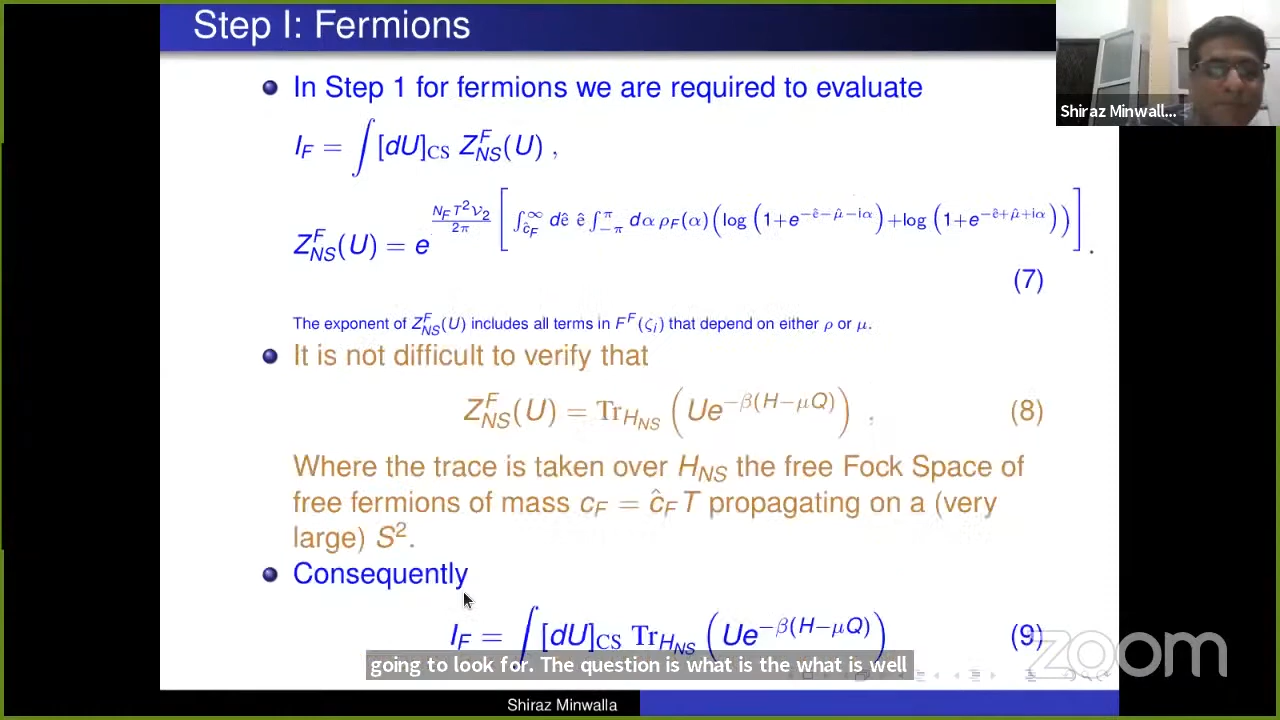 Step I: Fermions
Shiraz Minwall...
In Step 1 for fermions we are required to evaluate
I_F = ∫[dU]_CS Z^F_NS(U) ,
Z^F_NS(U) = e^{\frac{N_F T^2 𝒱_2}{2π} [ ∫_{ĉ_F}^{∞} dê ê ∫_{-π}^{π} dα ρ_F(α) ( log(1+e^{-ê-μ̂-iα}) + log(1+e^{-ê+μ̂+iα}) ) ]} .
(7)
The exponent of Z^F_NS(U) includes all terms in F^F(ζ_i) that depend on either ρ or μ.
It is not difficult to verify that
Z^F_NS(U) = Tr_{H_NS} (Ue^{-β(H-μQ)}) . (8)
Where the trace is taken over H_NS the free Fock Space of
free fermions of mass c_F = ĉ_F T propagating on a (very
large) S^2.
Consequently
I_F = ∫[dU]_CS Tr_{H_NS} (Ue^{-β(H-μQ)}) (9)
going to look for. The question is what is the what is well
zoom
Shiraz Minwalla